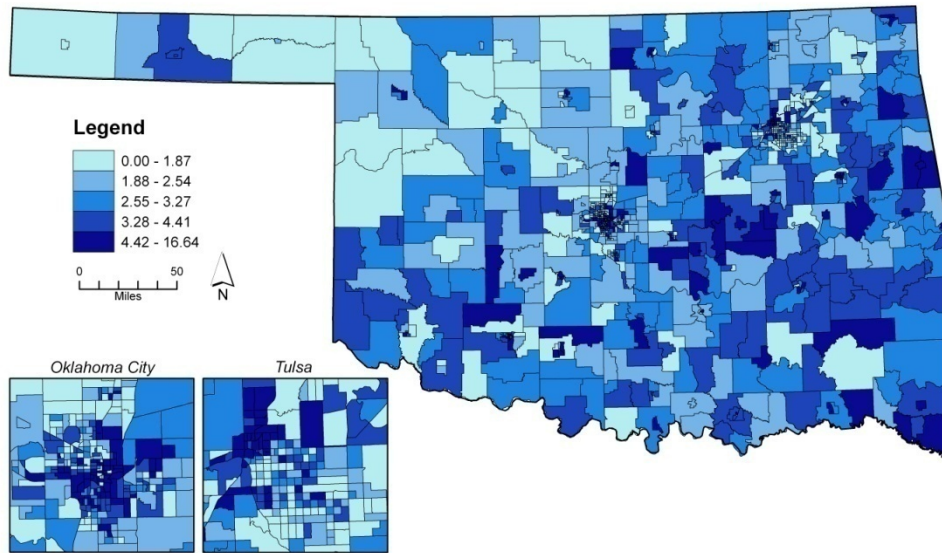 Legend
0.00 - 1.87
1.88 - 2.54
2.55 - 3.27
3.28 - 4.41
4.42 - 16.64
0 50
Miles
N
Oklahoma City
Tulsa